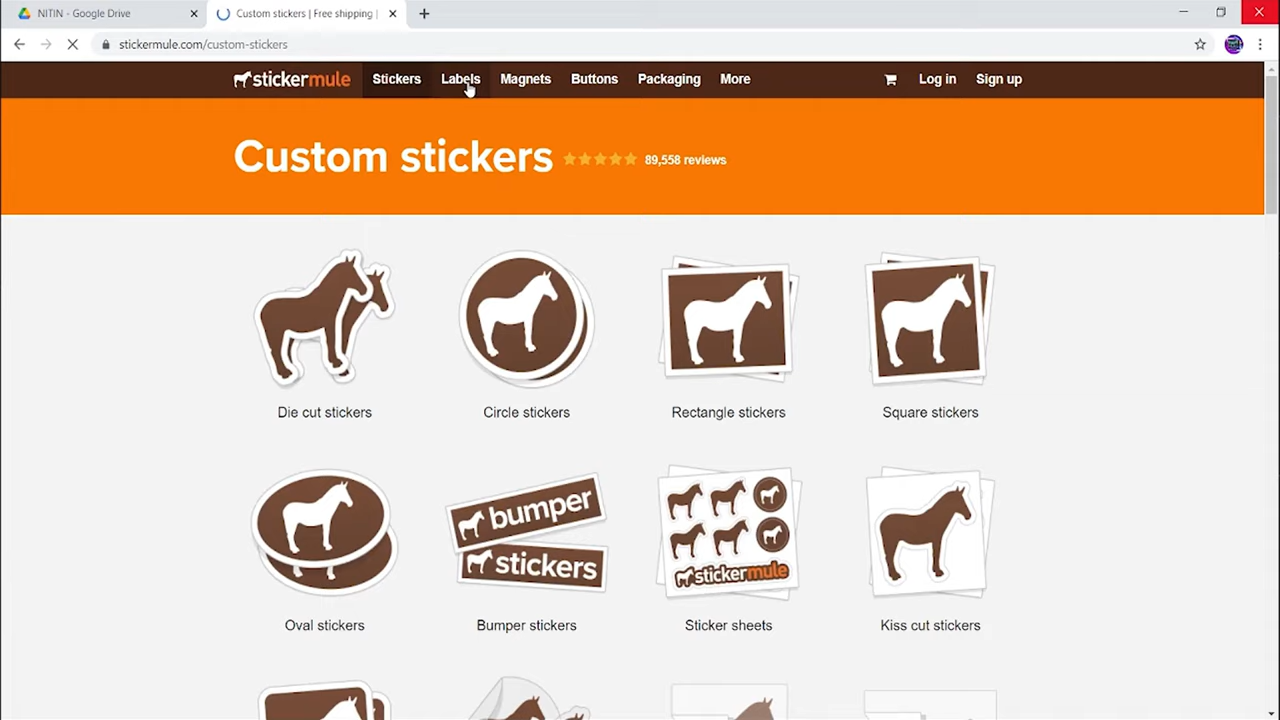 NITIN - Google Drive
Custom stickers | Free shipping |
stickermule.com/custom-stickers
stickermule Stickers Labels Magnets Buttons Packaging More Log in Sign up
Custom stickers 89,558 reviews
Die cut stickers Circle stickers Rectangle stickers Square stickers
bumper
stickers
stickermule
Oval stickers Bumper stickers Sticker sheets Kiss cut stickers